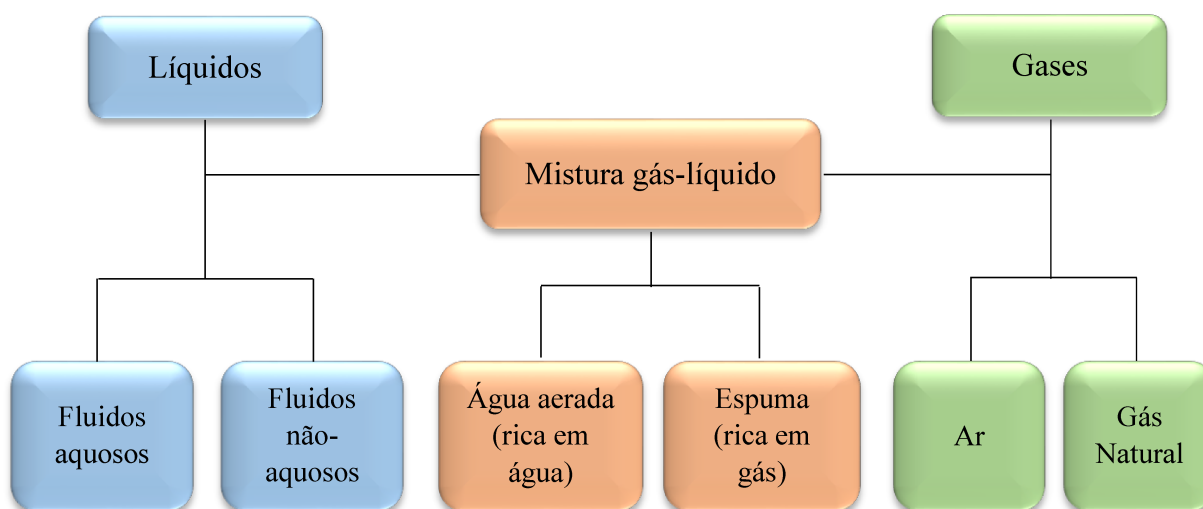 Líquidos
Gases
Mistura gás-líquido
Fluidos
aquosos
Fluidos
não-
aquosos
Água aerada
(rica em
água)
Espuma
(rica em
gás)
Ar
Gás
Natural